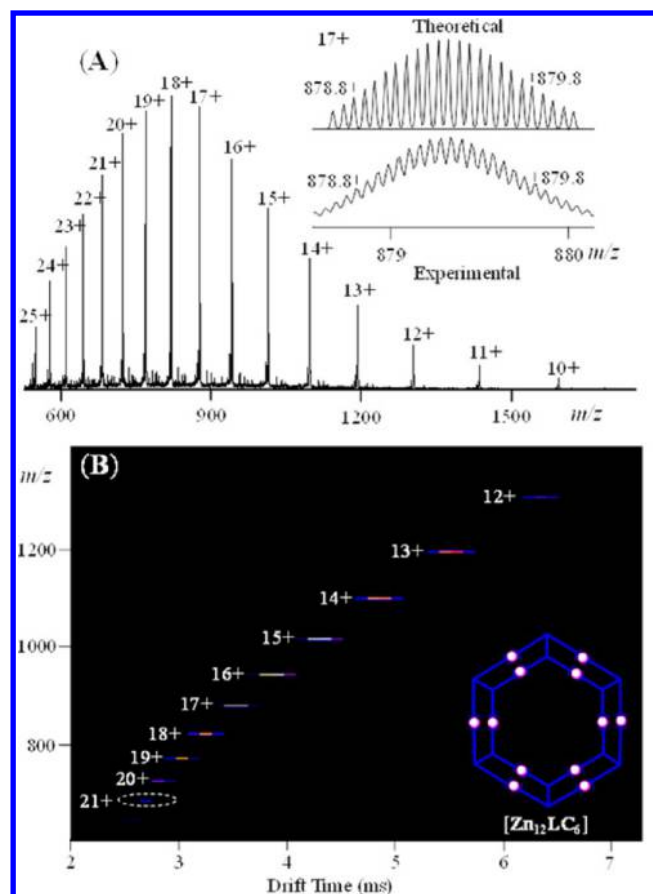 (A)
17+ Theoretical
878.8 879.8
878.8 879.8
879 880 m/z
Experimental
25+ 24+ 23+ 22+ 21+ 20+ 19+ 18+ 17+ 16+ 15+ 14+ 13+ 12+ 11+ 10+
600 900 1200 1500 m/z
(B)
m/z
12+
1200 13+
14+
1000 15+
16+
17+
800 18+
19+
20+
21+
[Zn₁₂LC₆]
2 3 4 5 6 7
Drift Time (ms)